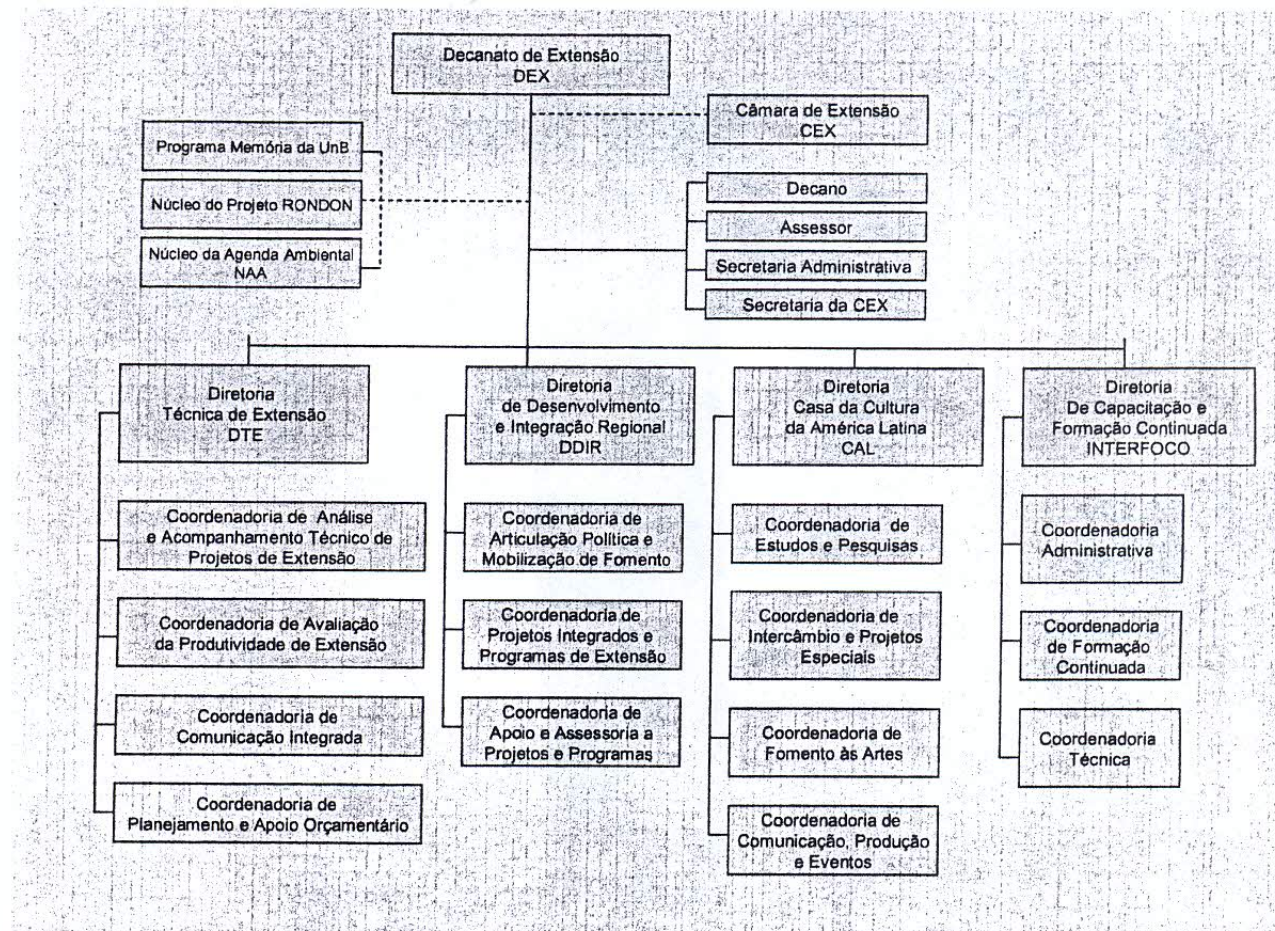 Decanato de Extensão
DEX
Câmara de Extensão
CEX
Programa Memória da UnB
Núcleo do Projeto RONDON
Núcleo da Agenda Ambiental
NAA
Decano
Assessor
Secretaria Administrativa
Secretaria da CEX
Diretoria
Técnica de Extensão
DTE
Coordenadoria de Análise
e Acompanhamento Técnico de
Projetos de Extensão
Coordenadoria de Avaliação
da Produtividade de Extensão
Coordenadoria de
Comunicação Integrada
Coordenadoria de
Planejamento e Apoio Orçamentário
Diretoria
de Desenvolvimento
e Integração Regional
DDIR
Coordenadoria de
Articulação Política e
Mobilização de Fomento
Coordenadoria de
Projetos Integrados e
Programas de Extensão
Coordenadoria de
Apoio e Assessoria a
Projetos e Programas
Diretoria
Casa da Cultura
da América Latina
CAL
Coordenadoria de
Estudos e Pesquisas
Coordenadoria de
Intercâmbio e Projetos
Especiais
Coordenadoria de
Fomento às Artes
Coordenadoria de
Comunicação, Produção
e Eventos
Diretoria
De Capacitação e
Formação Continuada
INTERFOCO
Coordenadoria
Administrativa
Coordenadoria
de Formação
Continuada
Coordenadoria
Técnica